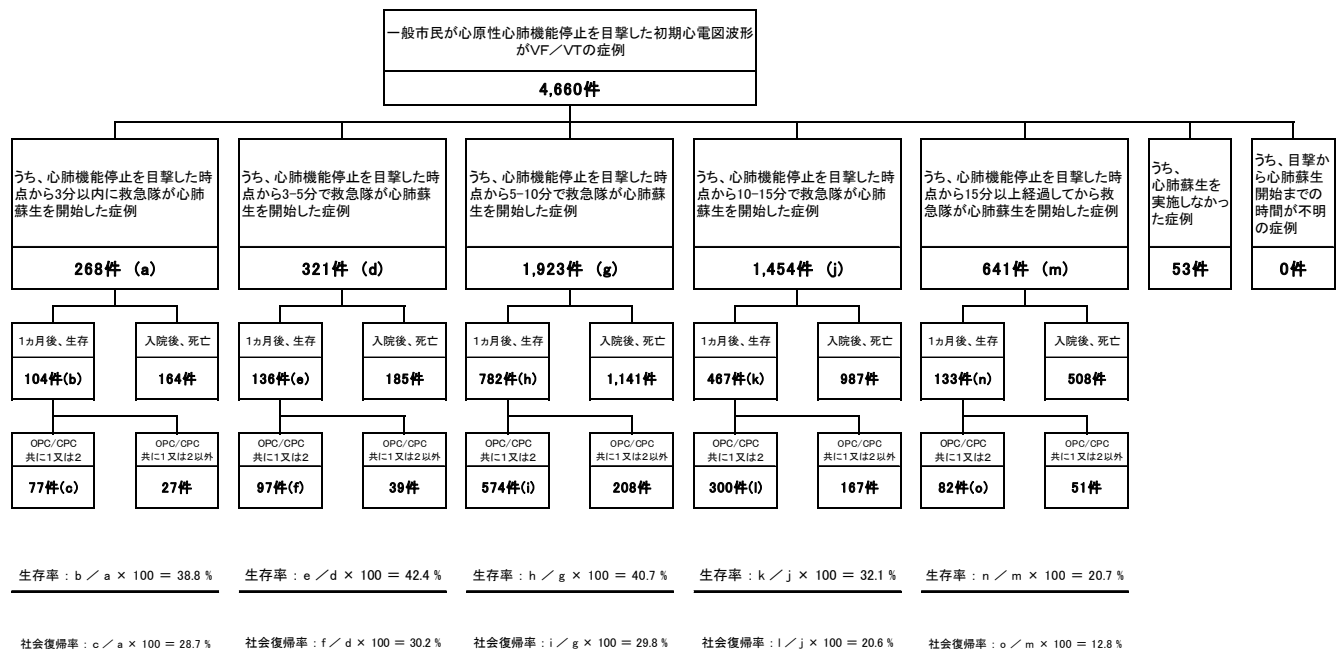 一般市民が心原性心肺機能停止を目撃した初期心電図波形
がVF／VTの症例
4,660件
うち、心肺機能停止を目撃した時
点から3分以内に救急隊が心肺
蘇生を開始した症例
268件 (a)
うち、心肺機能停止を目撃した時
点から3-5分で救急隊が心肺蘇
生を開始した症例
321件 (d)
うち、心肺機能停止を目撃した時
点から5-10分で救急隊が心肺
蘇生を開始した症例
1,923件 (g)
うち、心肺機能停止を目撃した時
点から10-15分で救急隊が心肺
蘇生を開始した症例
1,454件 (j)
うち、心肺機能停止を目撃した時
点から15分以上経過してから救
急隊が心肺蘇生を開始した症例
641件 (m)
うち、
心肺蘇生を
実施しなかっ
た症例
53件
うち、目撃か
ら心肺蘇生
開始までの
時間が不明
の症例
0件
1ヵ月後、生存
104件(b)
入院後、死亡
164件
1ヵ月後、生存
136件(e)
入院後、死亡
185件
1ヵ月後、生存
782件(h)
入院後、死亡
1,141件
1ヵ月後、生存
467件(k)
入院後、死亡
987件
1ヵ月後、生存
133件(n)
入院後、死亡
508件
OPC/CPC
共に1又は2
77件(c)
OPC/CPC
共に1又は2以外
27件
OPC/CPC
共に1又は2
97件(f)
OPC/CPC
共に1又は2以外
39件
OPC/CPC
共に1又は2
574件(i)
OPC/CPC
共に1又は2以外
208件
OPC/CPC
共に1又は2
300件(l)
OPC/CPC
共に1又は2以外
167件
OPC/CPC
共に1又は2
82件(o)
OPC/CPC
共に1又は2以外
51件
生存率：b ／ a × 100 = 38.8 %
生存率：e ／ d × 100 = 42.4 %
生存率：h ／ g × 100 = 40.7 %
生存率：k ／ j × 100 = 32.1 %
生存率：n ／ m × 100 = 20.7 %
社会復帰率：c ／ a × 100 = 28.7 %
社会復帰率：f ／ d × 100 = 30.2 %
社会復帰率：i ／ g × 100 = 29.8 %
社会復帰率：l ／ j × 100 = 20.6 %
社会復帰率：o ／ m × 100 = 12.8 %